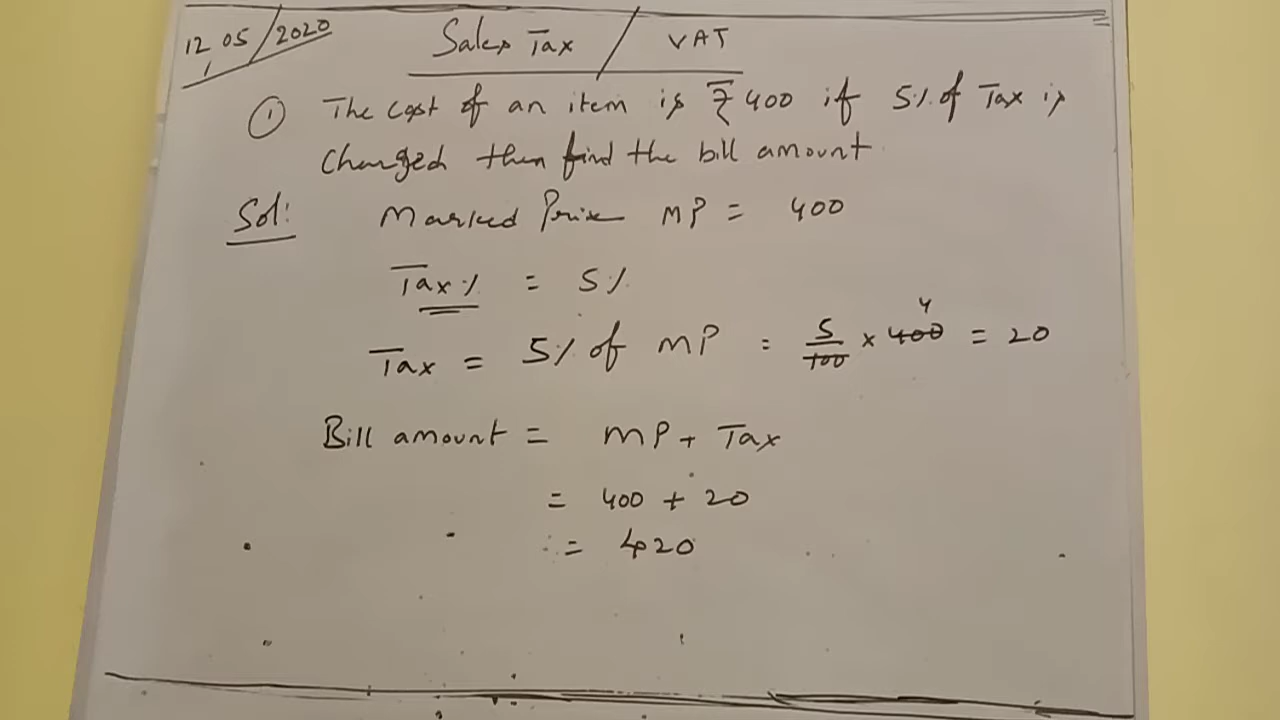 12/05/2020
Sales Tax / VAT
① The cost of an item is ₹400 if 5% of Tax is
charged then find the bill amount
Sol: Marked Price MP = 400
Tax % = 5%
Tax = 5% of MP = 5/100 × 400 4 = 20
Bill amount = MP + Tax
= 400 + 20
= 420